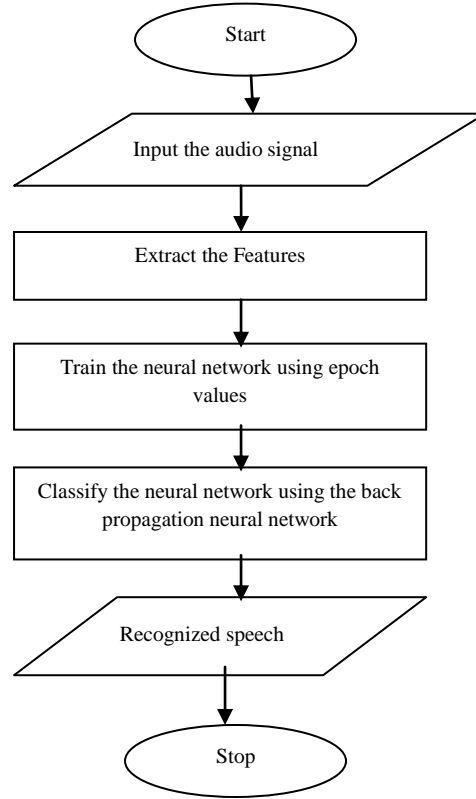 Start
Input the audio signal
Extract the Features
Train the neural network using epoch
values
Classify the neural network using the back
propagation neural network
Recognized speech
Stop